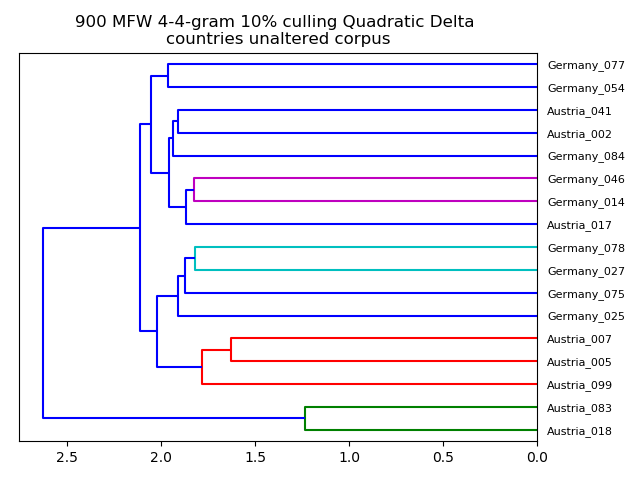 900 MFW 4-4-gram 10% culling Quadratic Delta
countries unaltered corpus
Germany_077
Germany_054
Austria_041
Austria_002
Germany_084
Germany_046
Germany_014
Austria_017
Germany_078
Germany_027
Germany_075
Germany_025
Austria_007
Austria_005
Austria_099
Austria_083
Austria_018
2.5 2.0 1.5 1.0 0.5 0.0